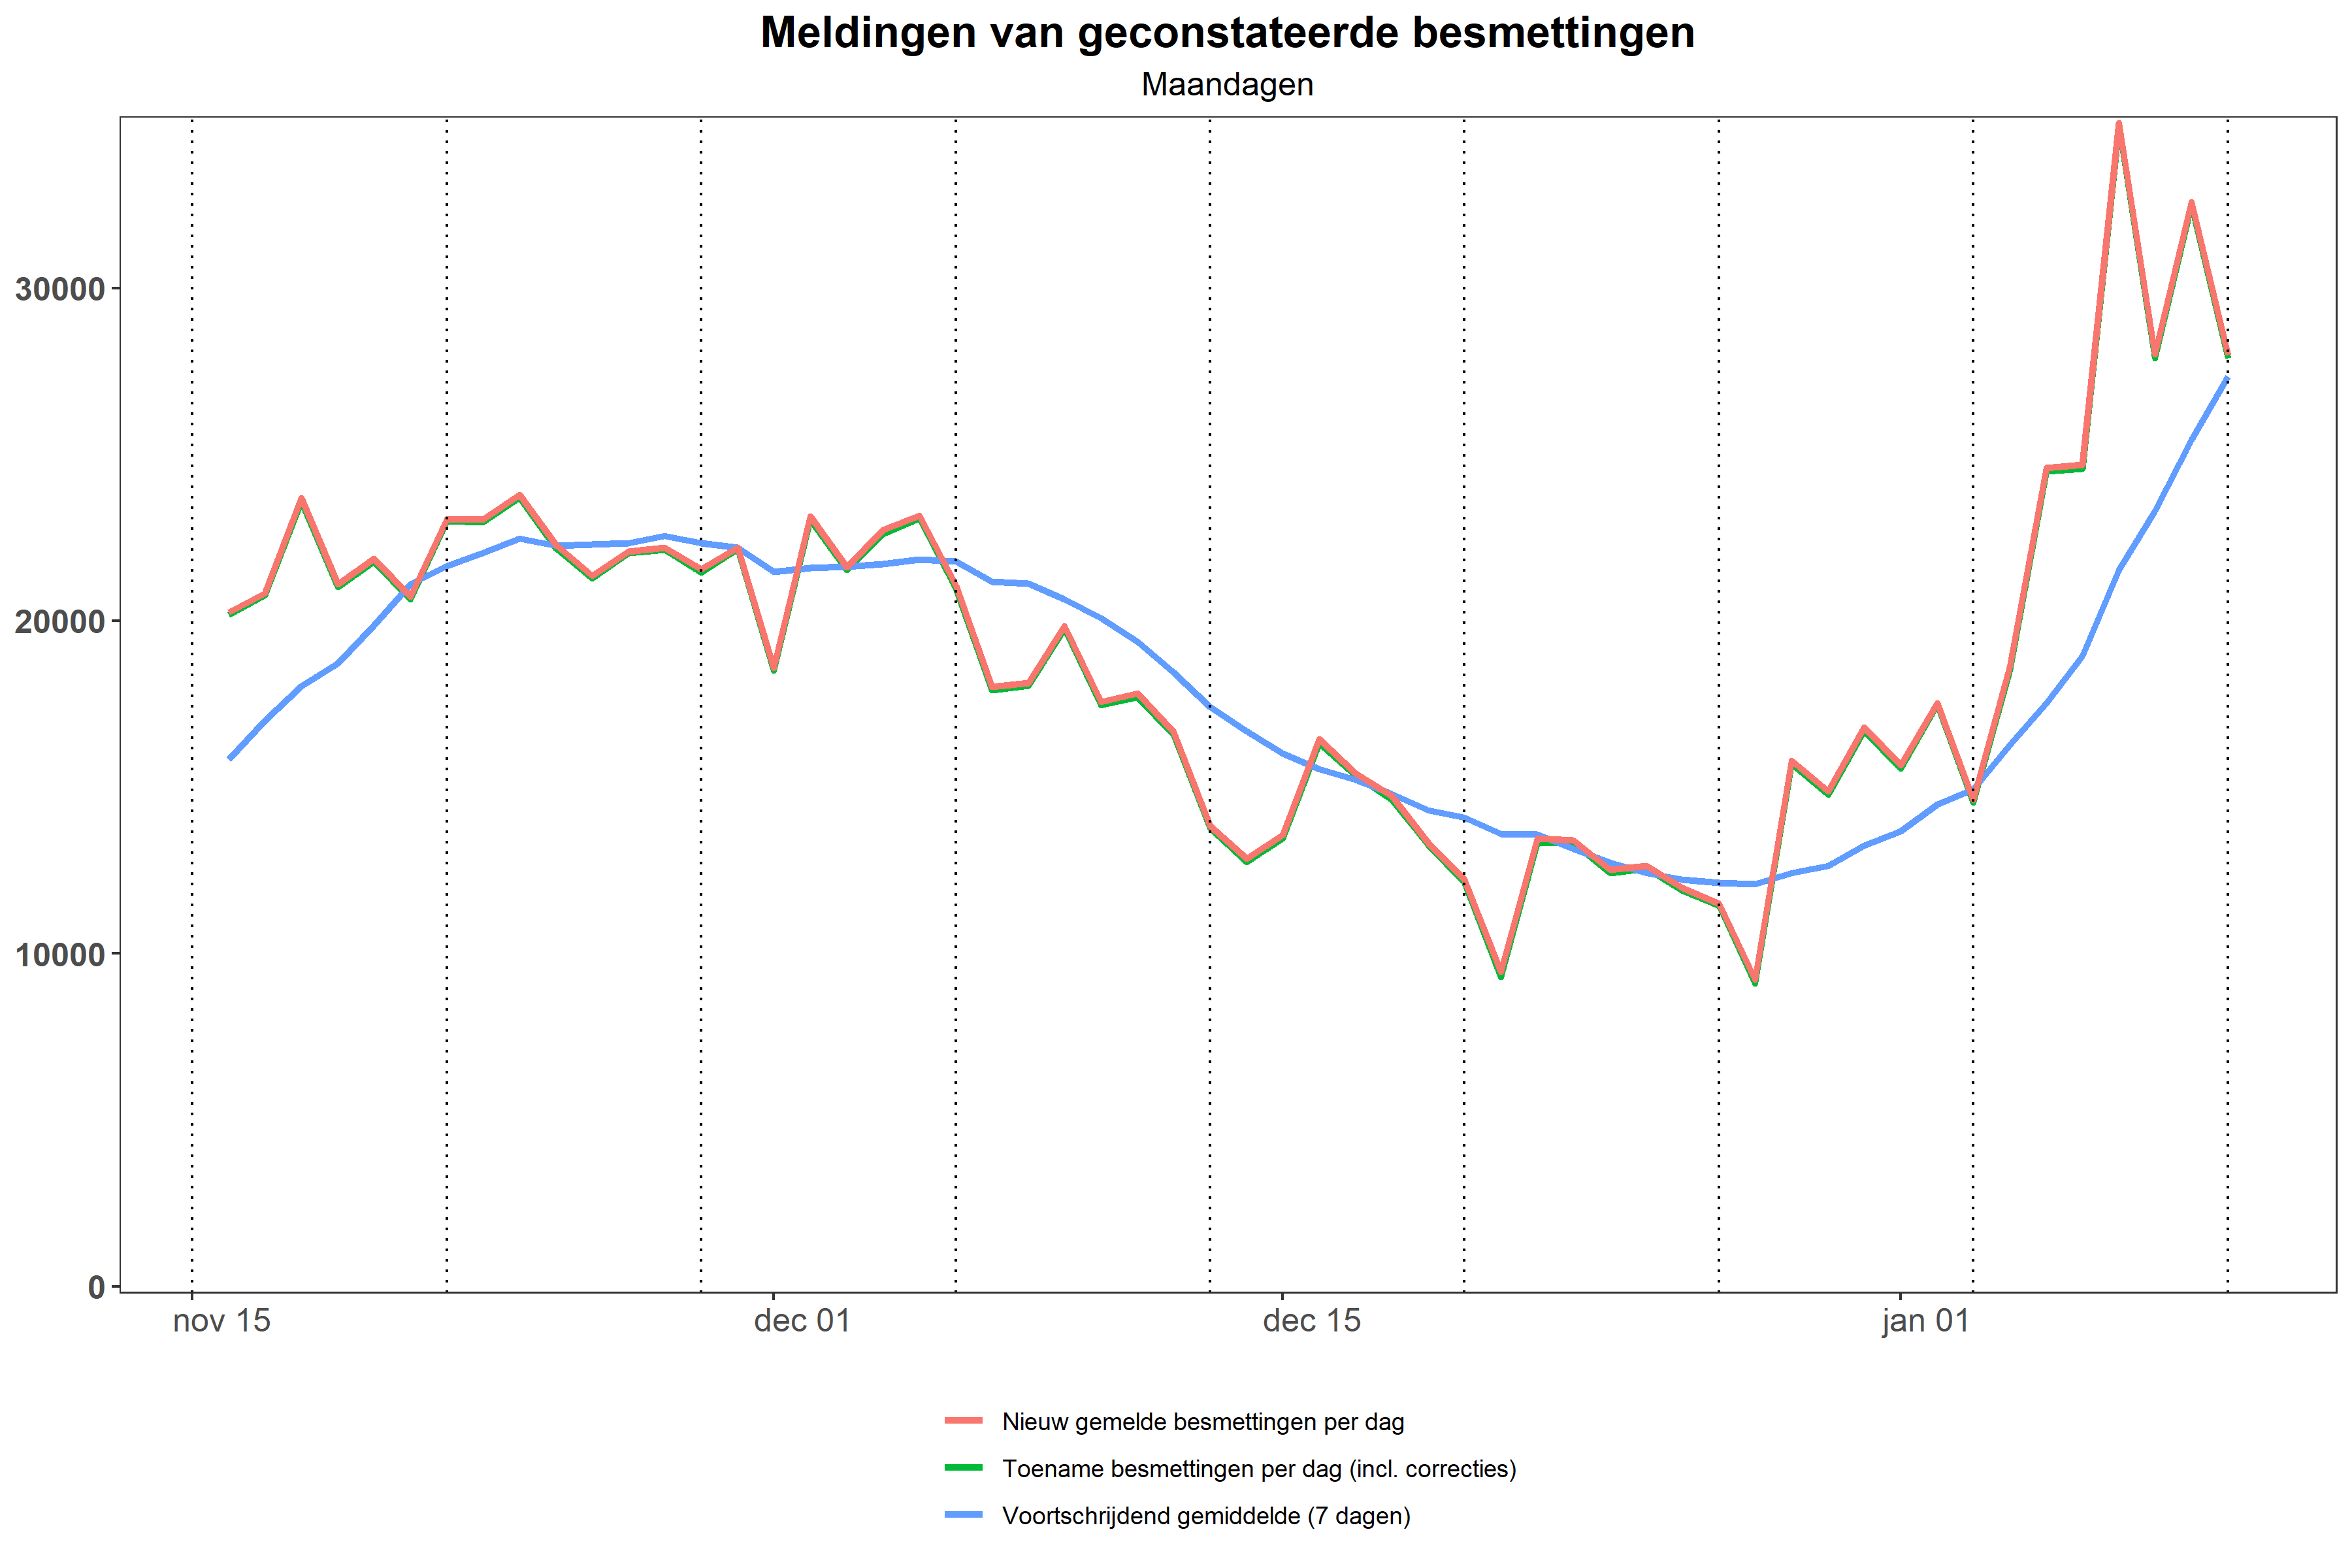 Meldingen van geconstateerde besmettingen
Maandagen
30000
20000
10000
0
nov 15
dec 01
dec 15
jan 01
Nieuw gemelde besmettingen per dag
Toename besmettingen per dag (incl. correcties)
Voortschrijdend gemiddelde (7 dagen)